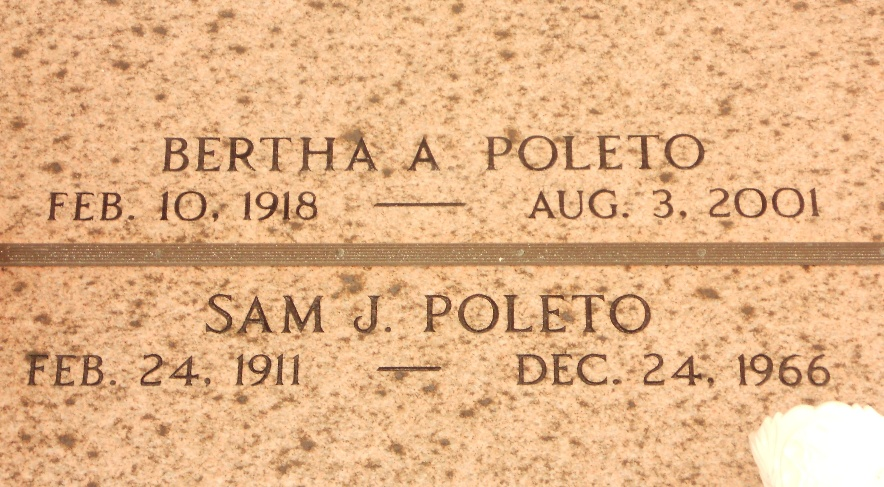 BERTHA A POLETO
FEB. 10, 1918 — AUG. 3, 2001
SAM J. POLETO
FEB. 24, 1911 — DEC. 24, 1966